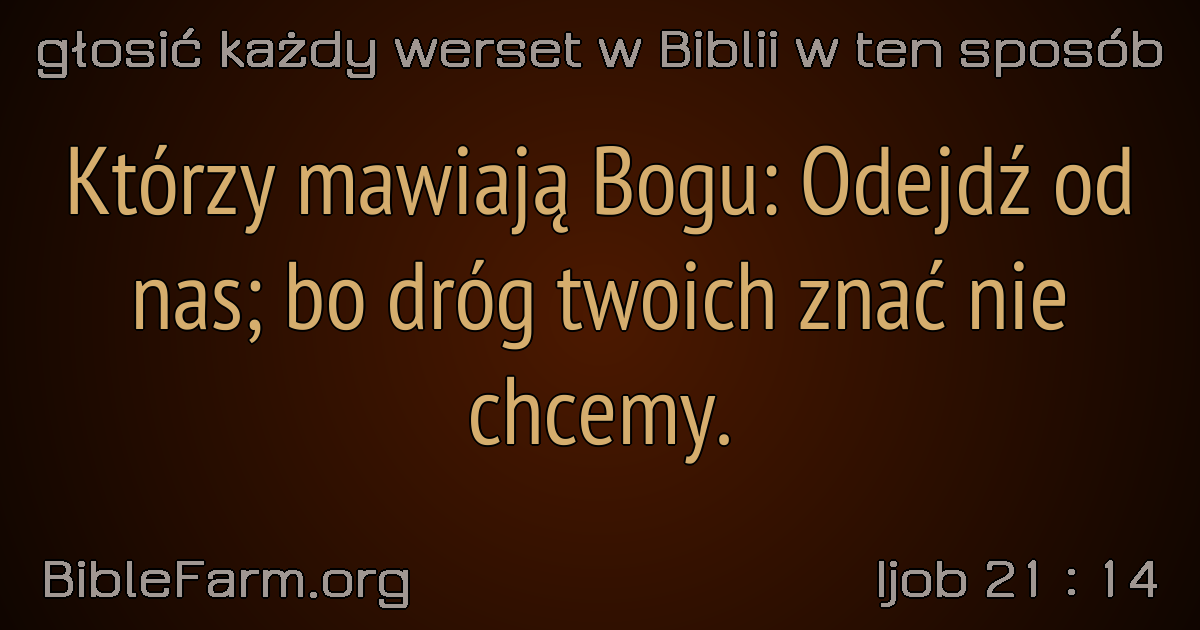 głosić każdy werset w Biblii w ten sposób
Którzy mawiają Bogu: Odejdź od
nas; bo dróg twoich znać nie
chcemy.
BibleFarm.org
Ijob 21 : 14